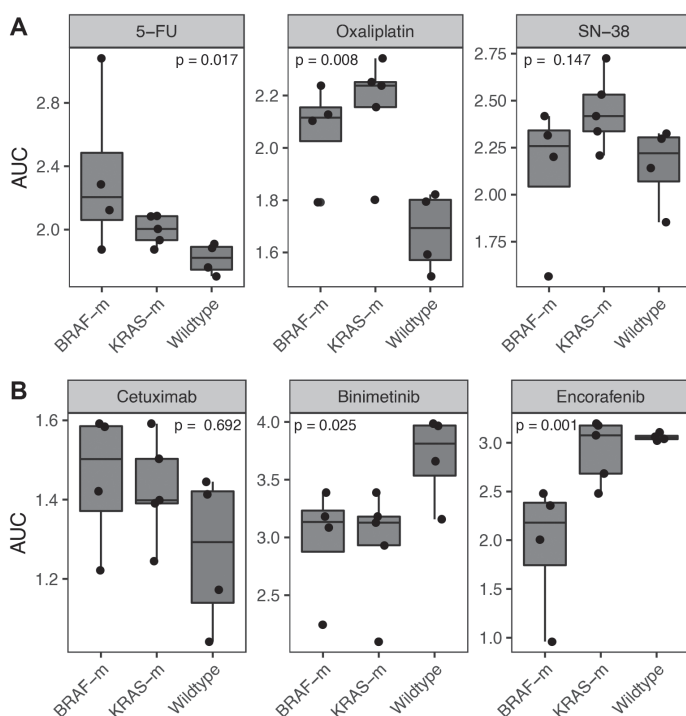 A
5-FU
Oxaliplatin
SN-38
p = 0.017
p = 0.008
p = 0.147
AUC
2.8
2.4
2.0
2.2
2.0
1.8
1.6
2.75
2.50
2.25
2.00
1.75
BRAF-m
KRAS-m
Wildtype
BRAF-m
KRAS-m
Wildtype
BRAF-m
KRAS-m
Wildtype
B
Cetuximab
Binimetinib
Encorafenib
p = 0.692
p = 0.025
p = 0.001
AUC
1.6
1.4
1.2
4.0
3.5
3.0
2.5
3.0
2.5
2.0
1.5
1.0
BRAF-m
KRAS-m
Wildtype
BRAF-m
KRAS-m
Wildtype
BRAF-m
KRAS-m
Wildtype